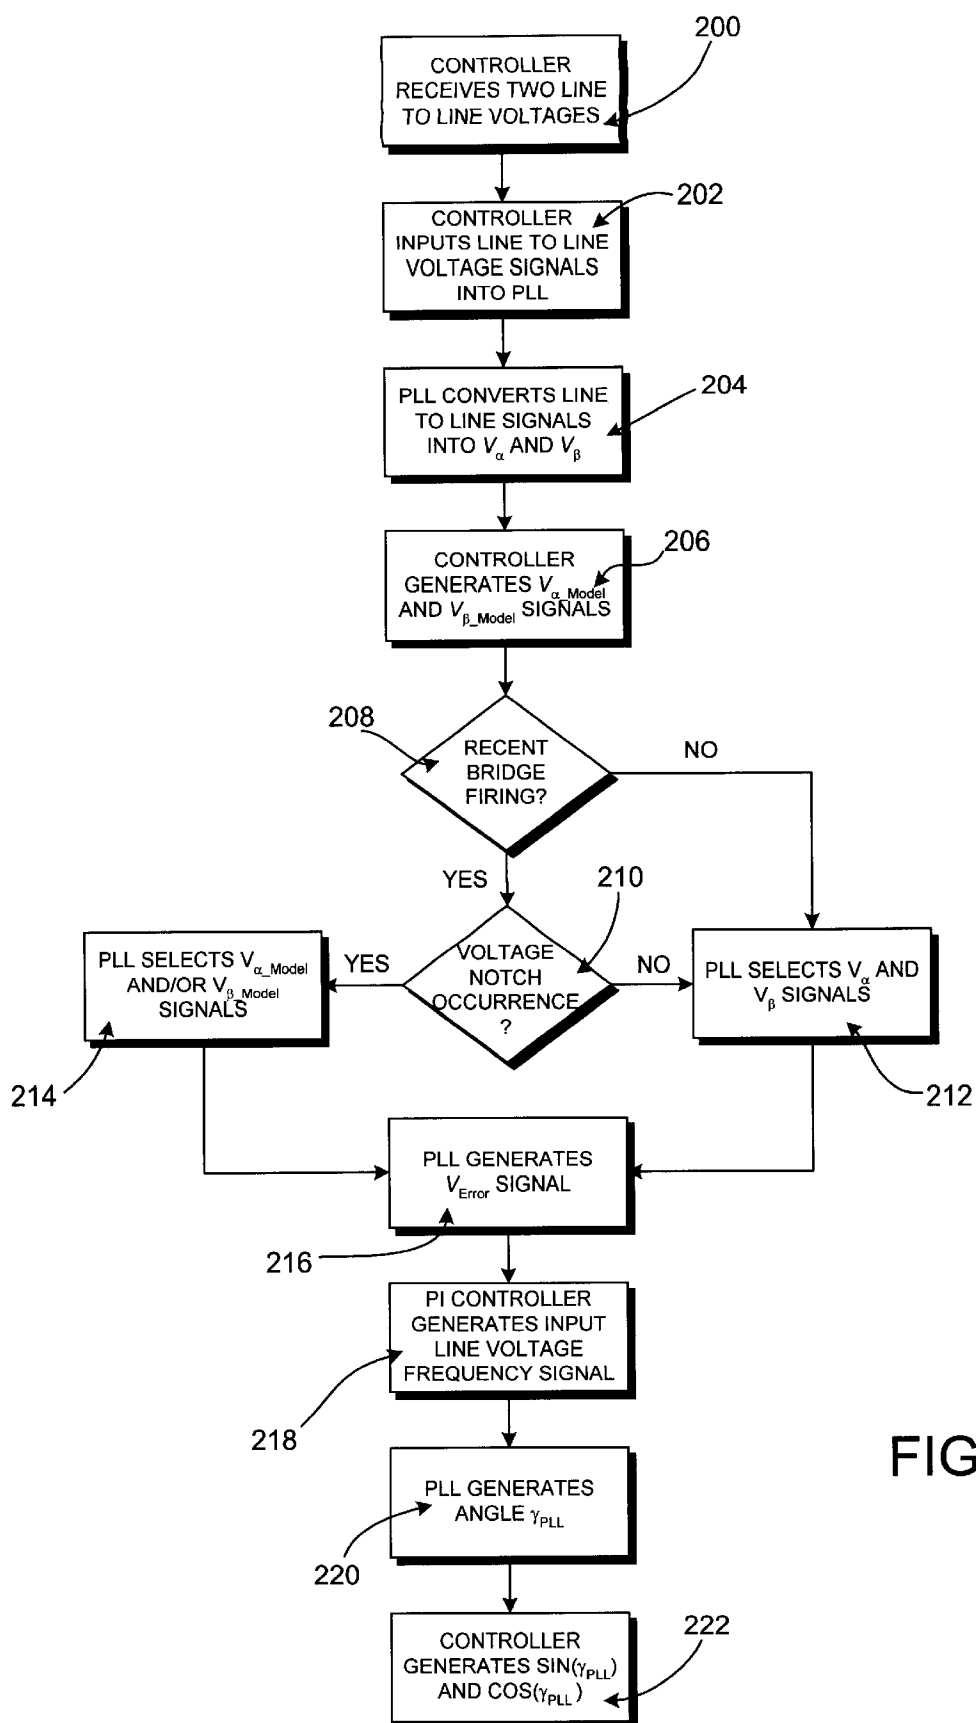 200
CONTROLLER
RECEIVES TWO LINE
TO LINE VOLTAGES
202
CONTROLLER
INPUTS LINE TO LINE
VOLTAGE SIGNALS
INTO PLL
204
PLL CONVERTS LINE
TO LINE SIGNALS
INTO Vα AND Vβ
206
CONTROLLER
GENERATES Vα_Model
AND Vβ_Model SIGNALS
208
RECENT
BRIDGE
FIRING?
NO
YES
210
VOLTAGE
NOTCH
OCCURRENCE
?
YES
NO
PLL SELECTS Vα_Model
AND/OR Vβ_Model
SIGNALS
214
PLL SELECTS Vα AND
Vβ SIGNALS
212
PLL GENERATES
VError SIGNAL
216
PI CONTROLLER
GENERATES INPUT
LINE VOLTAGE
FREQUENCY SIGNAL
218
FIG
PLL GENERATES
ANGLE γPLL
220
222
CONTROLLER
GENERATES SIN(γPLL)
AND COS(γPLL)